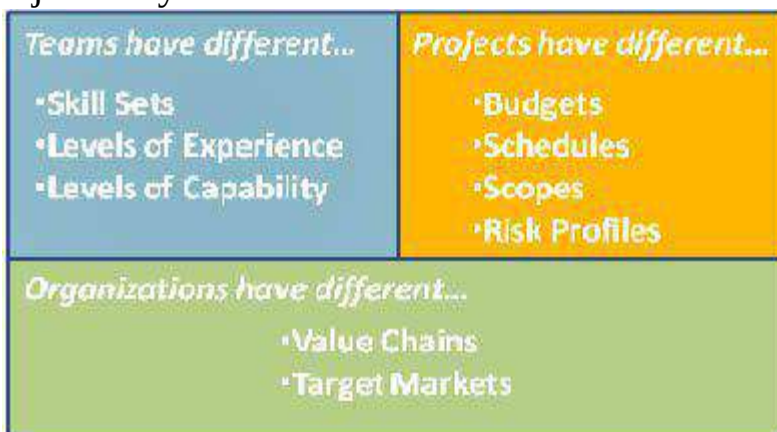 Teams have different...
•Skill Sets
•Levels of Experience
•Levels of Capability
Projects have different...
•Budgets
•Schedules
•Scopes
•Risk Profiles
Organizations have different...
•Value Chains
•Target Markets